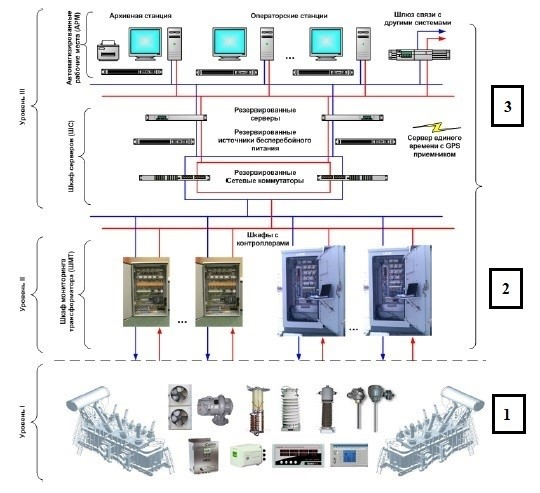 Архивная станция
Операторские станции
Шлюз связи с
другими системами
Автоматизированные
рабочие места (АРМ)
...
3
Уровень III
Шкаф серверов (ШС)
Резервированные
серверы
Резервированные
источники бесперебойного
питания
Резервированные
Сетевые коммутаторы
Сервер единого
времени с GPS
приемником
Шкафы с
контроллерами
Уровень II
Шкаф мониторинга
трансформатора (ШМТ)
...
...
2
Уровень I
1